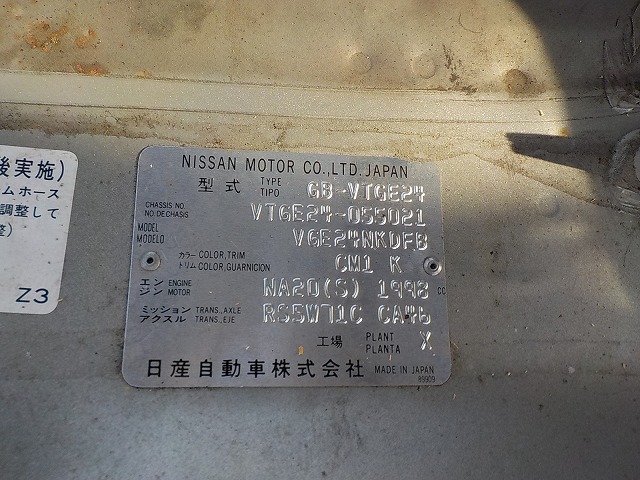 後実施)
ムホース
調整して
Z3
NISSAN MOTOR CO.,LTD.JAPAN
型式 TYPE TIPO GB-VTGE24
CHASSIS NO. NO.DECHASIS VTGE24-055021
MODEL MODELO VGE24NKDFB
カラー COLOR,TRIM トリム COLOR,GUARNICION CM1 K
エンジン ENGINE MOTOR NA20(S) 1998 CC
ミッション アクスル TRANS.,AXLE TRANS.,EJE RS5W71C CA46
工場 PLANT PLANTA X
日産自動車株式会社 MADE IN JAPAN
85909